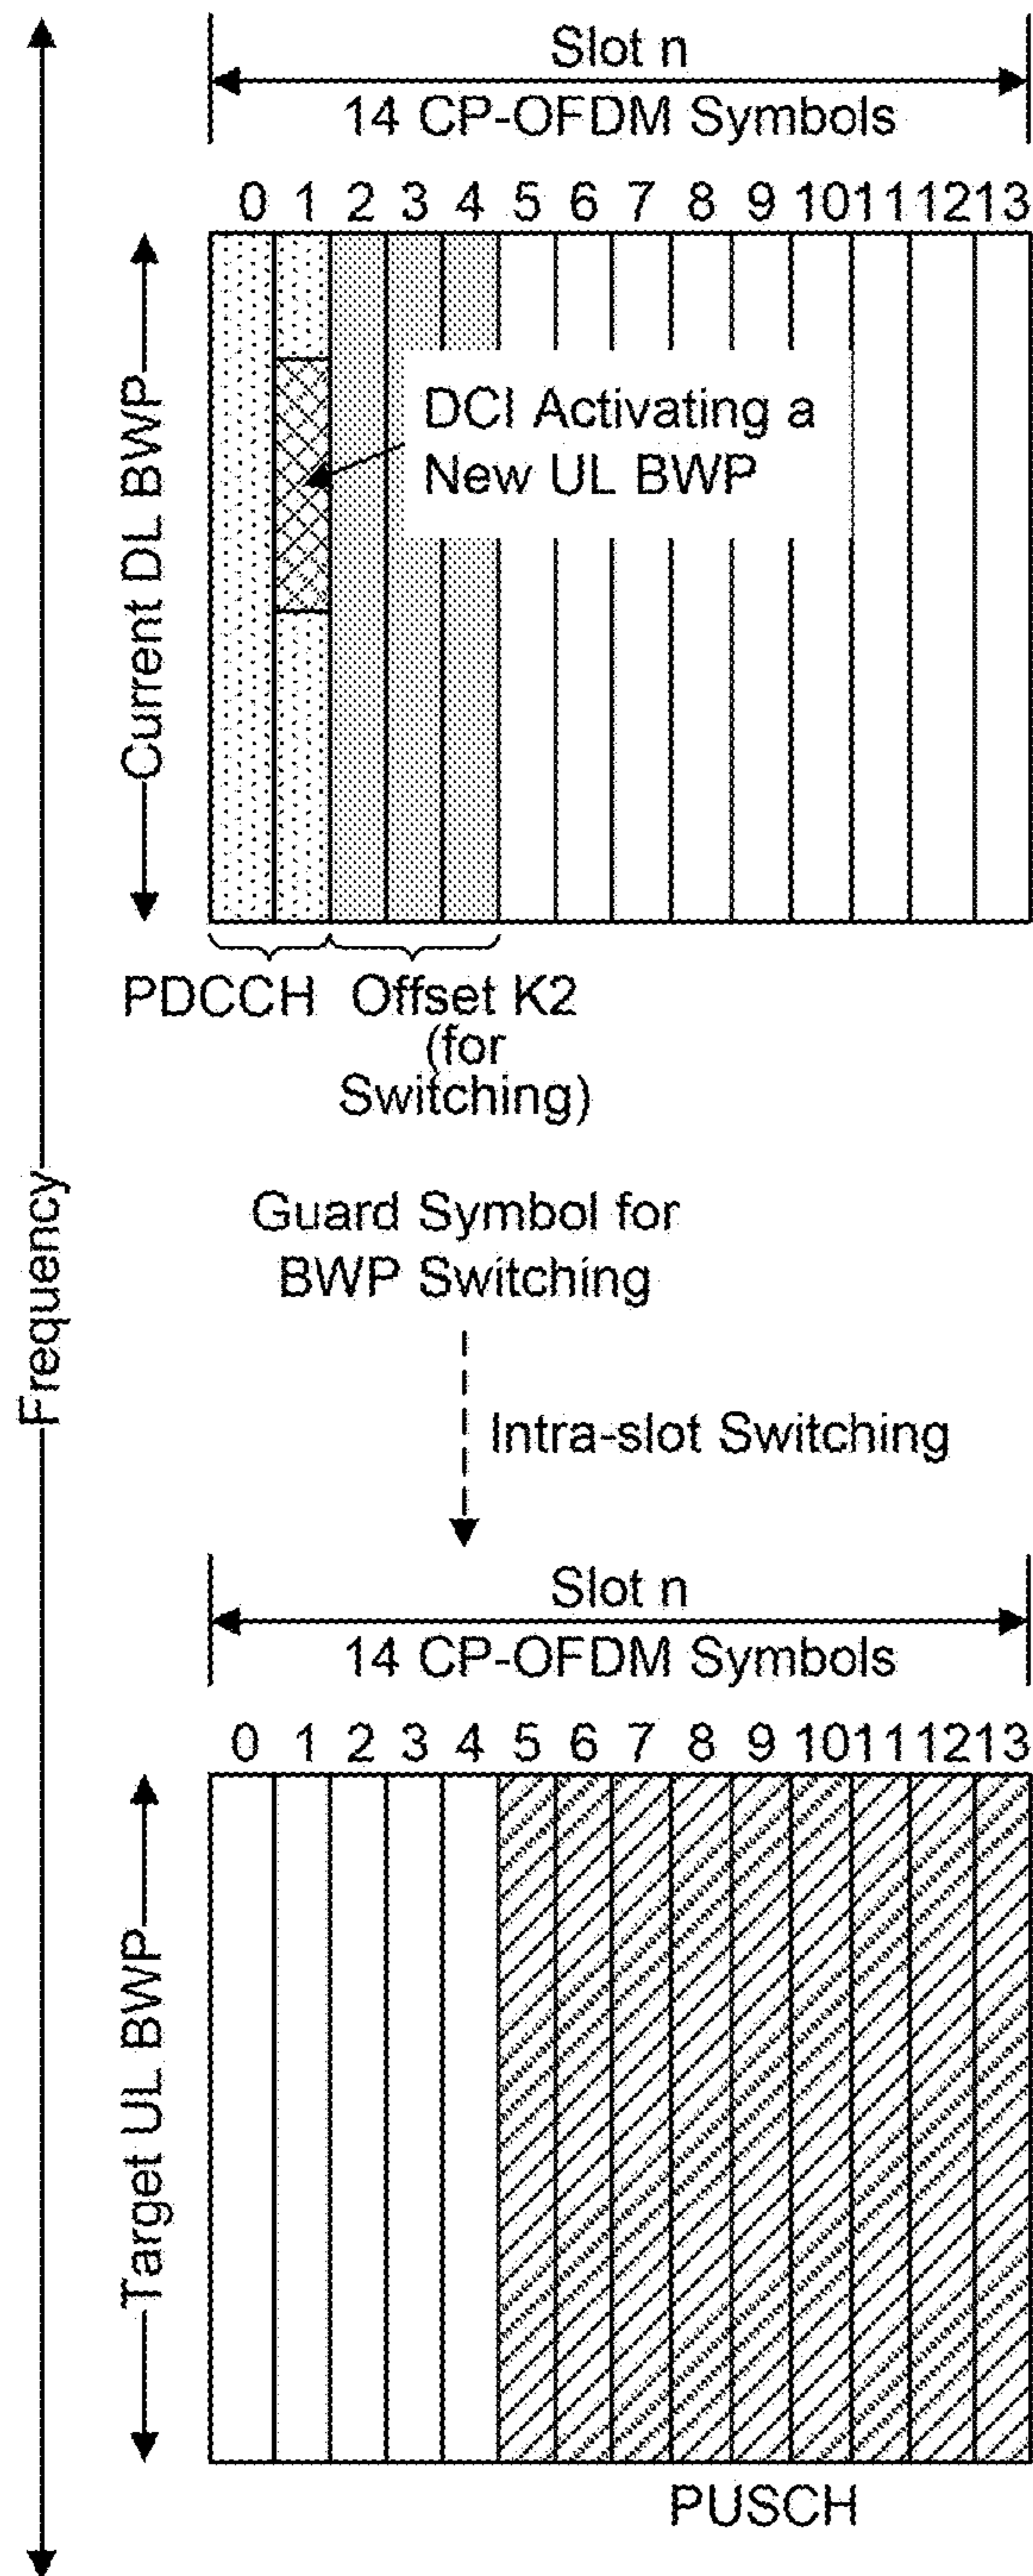 Slot n
14 CP-OFDM Symbols
0 1 2 3 4 5 6 7 8 9 10 11 12 13
Current DL BWP
DCI Activating a
New UL BWP
PDCCH
Offset K2
(for
Switching)
Frequency
Guard Symbol for
BWP Switching
Intra-slot Switching
Slot n
14 CP-OFDM Symbols
0 1 2 3 4 5 6 7 8 9 10 11 12 13
Target UL BWP
PUSCH